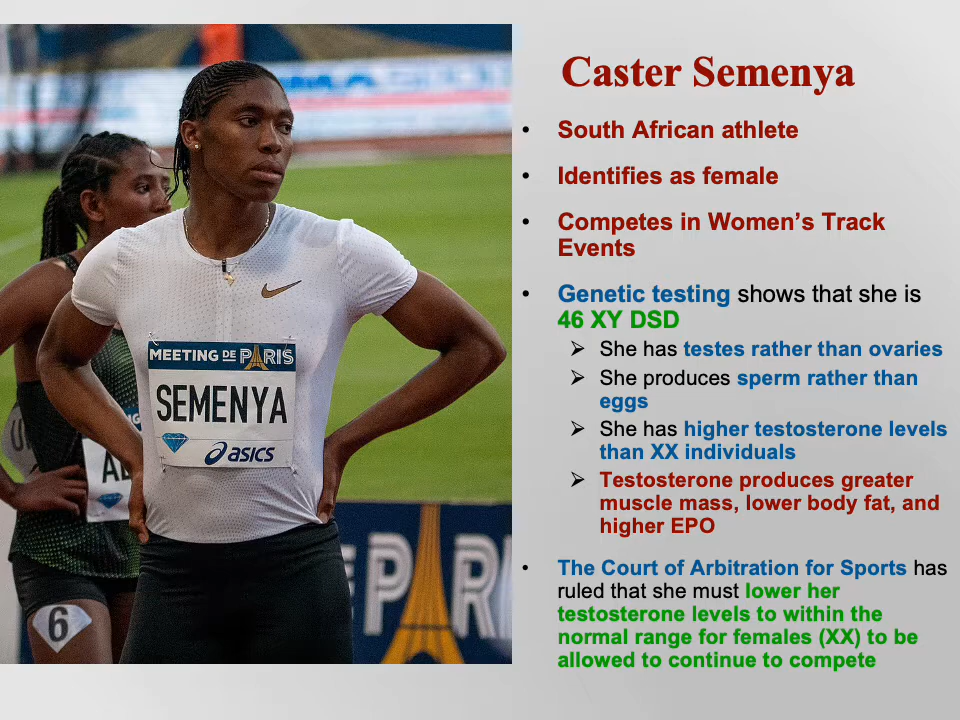 Caster Semenya
• South African athlete
• Identifies as female
• Competes in Women's Track
Events
• Genetic testing shows that she is
46 XY DSD
➢ She has testes rather than ovaries
➢ She produces sperm rather than
eggs
➢ She has higher testosterone levels
than XX individuals
➢ Testosterone produces greater
muscle mass, lower body fat, and
higher EPO
• The Court of Arbitration for Sports has
ruled that she must lower her
testosterone levels to within the
normal range for females (XX) to be
allowed to continue to compete
MEETING DE PARIS
SEMENYA
asics
6
PARIS